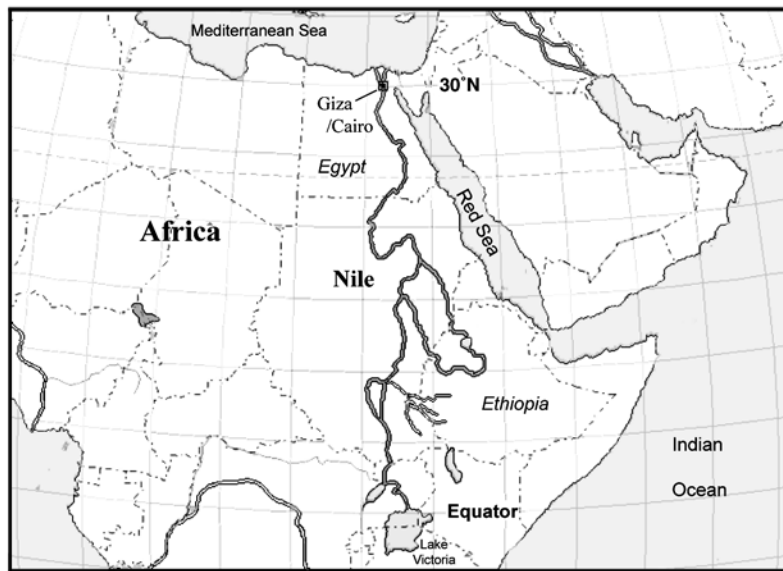 Mediterranean Sea
30°N
Giza
/Cairo
Egypt
Red Sea
Africa
Nile
Ethiopia
Indian
Ocean
Equator
Lake
Victoria